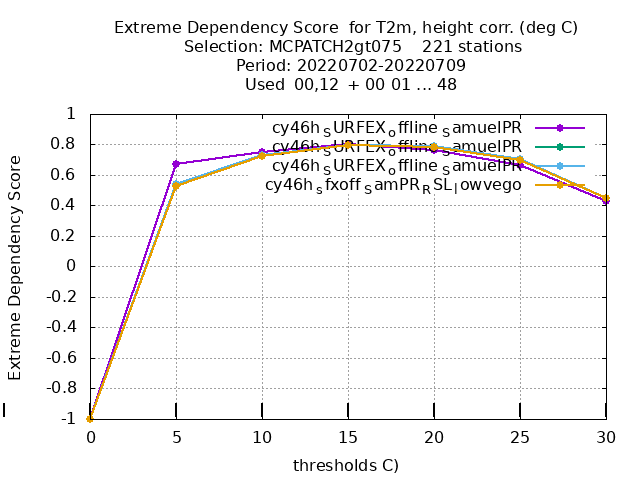 Extreme Dependency Score  for T2m, height corr. (deg C)
Selection: MCPATCH2gt075    221 stations
Period: 20220702-20220709
Used  00,12  + 00 01 ... 48
Extreme Dependency Score
1
0.8
0.6
0.4
0.2
0
-0.2
-0.4
-0.6
-0.8
-1
cy46h_SURFEX_offline_samuelPR
cy46h_SURFEX_offline_samuelPR
cy46h_SURFEX_offline_samuelPR
cy46h_sfxoff_samPR_RSL_lowvego
0 5 10 15 20 25 30
thresholds C)